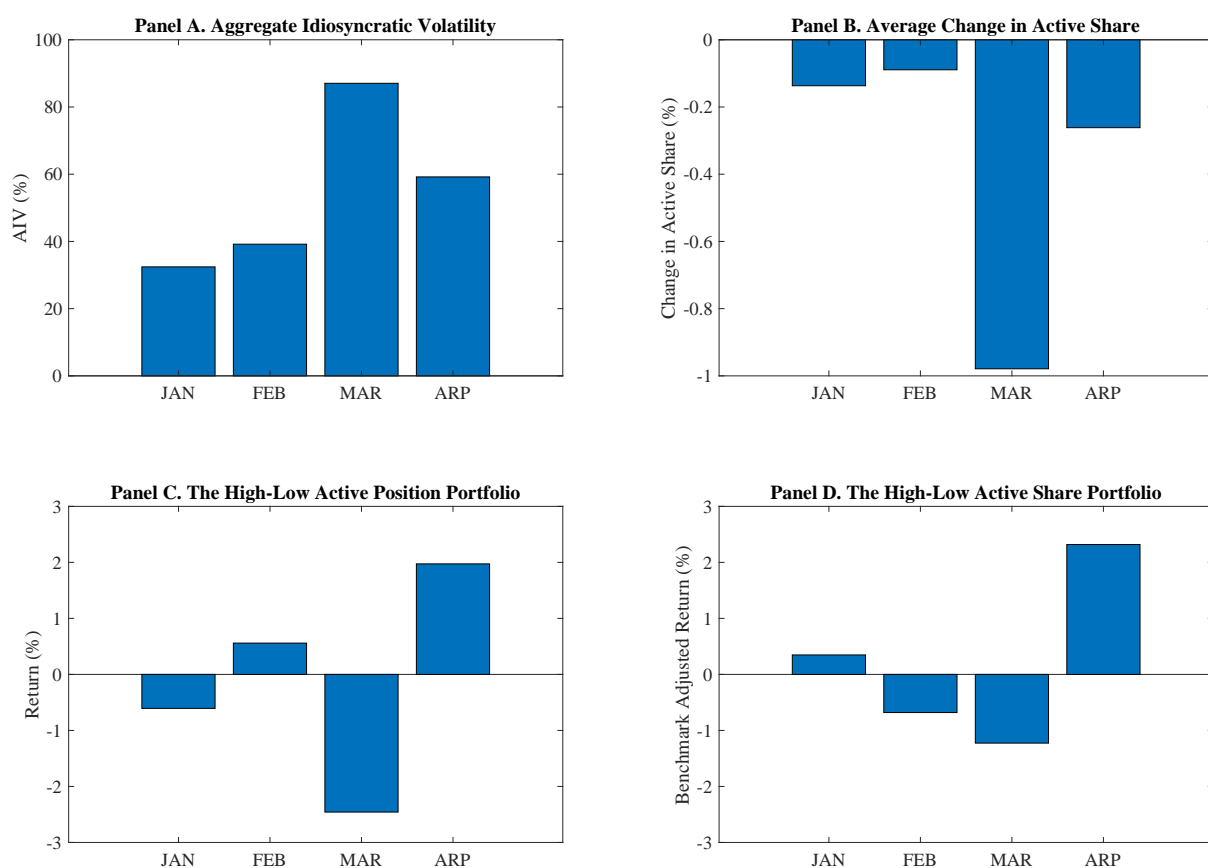 Panel A. Aggregate Idiosyncratic Volatility
100
80
60
40
20
0
AIV (%)
JAN FEB MAR ARP
Panel B. Average Change in Active Share
0
-0.2
-0.4
-0.6
-0.8
-1
Change in Active Share (%)
JAN FEB MAR ARP
Panel C. The High-Low Active Position Portfolio
3
2
1
0
-1
-2
-3
Return (%)
JAN FEB MAR ARP
Panel D. The High-Low Active Share Portfolio
3
2
1
0
-1
-2
-3
Benchmark Adjusted Return (%)
JAN FEB MAR ARP